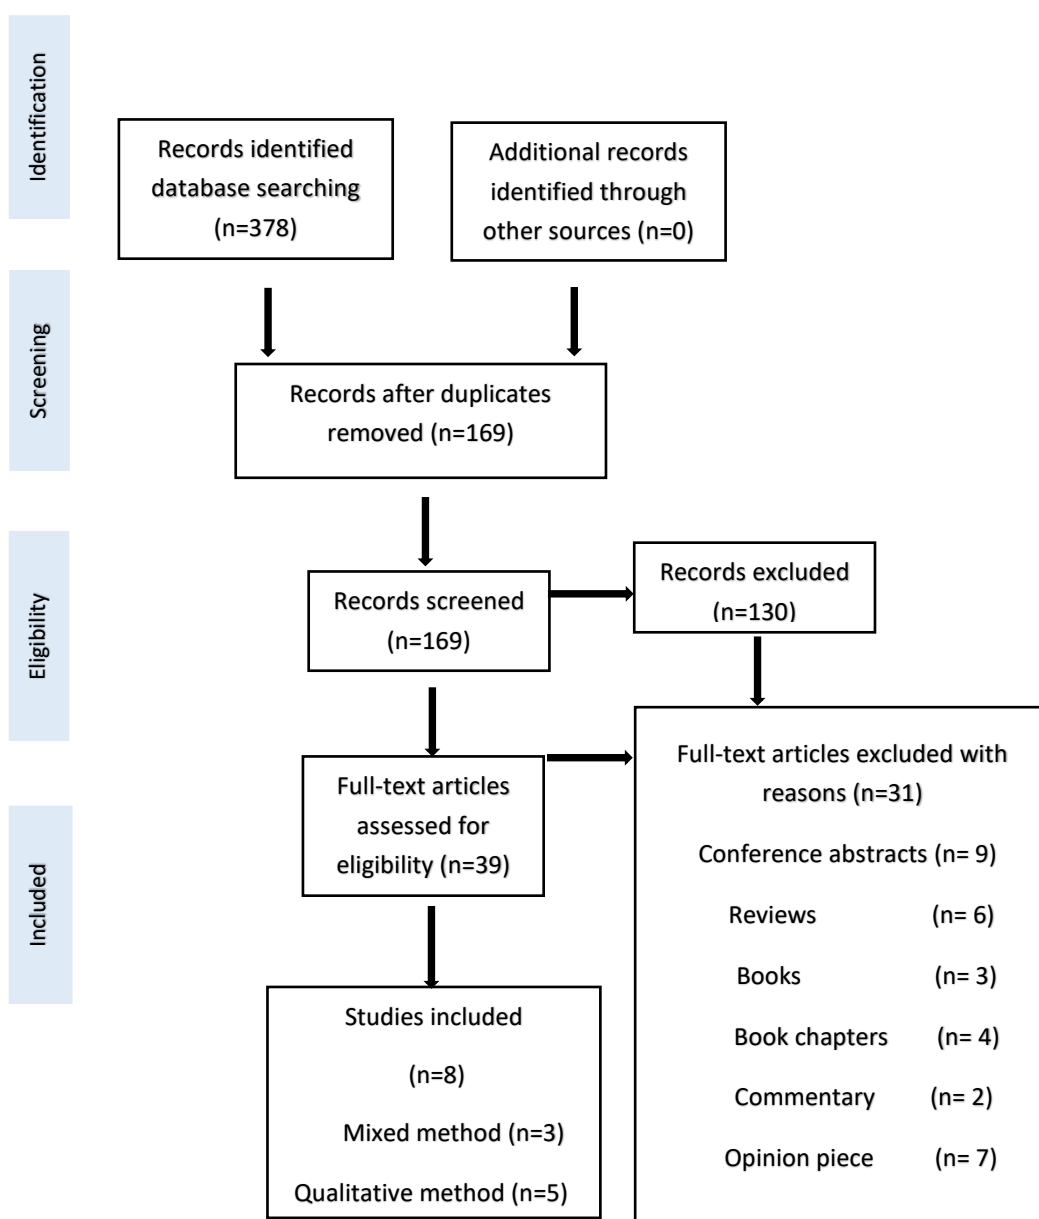 Identification
Records identified
database searching
(n=378)
Additional records
identified through
other sources (n=0)
Screening
Records after duplicates
removed (n=169)
Eligibility
Records screened
(n=169)
Records excluded
(n=130)
Full-text articles
assessed for
eligibility (n=39)
Full-text articles excluded with
reasons (n=31)
Conference abstracts (n= 9)
Reviews (n= 6)
Books (n= 3)
Book chapters (n= 4)
Commentary (n= 2)
Opinion piece (n= 7)
Included
Studies included
(n=8)
Mixed method (n=3)
Qualitative method (n=5)